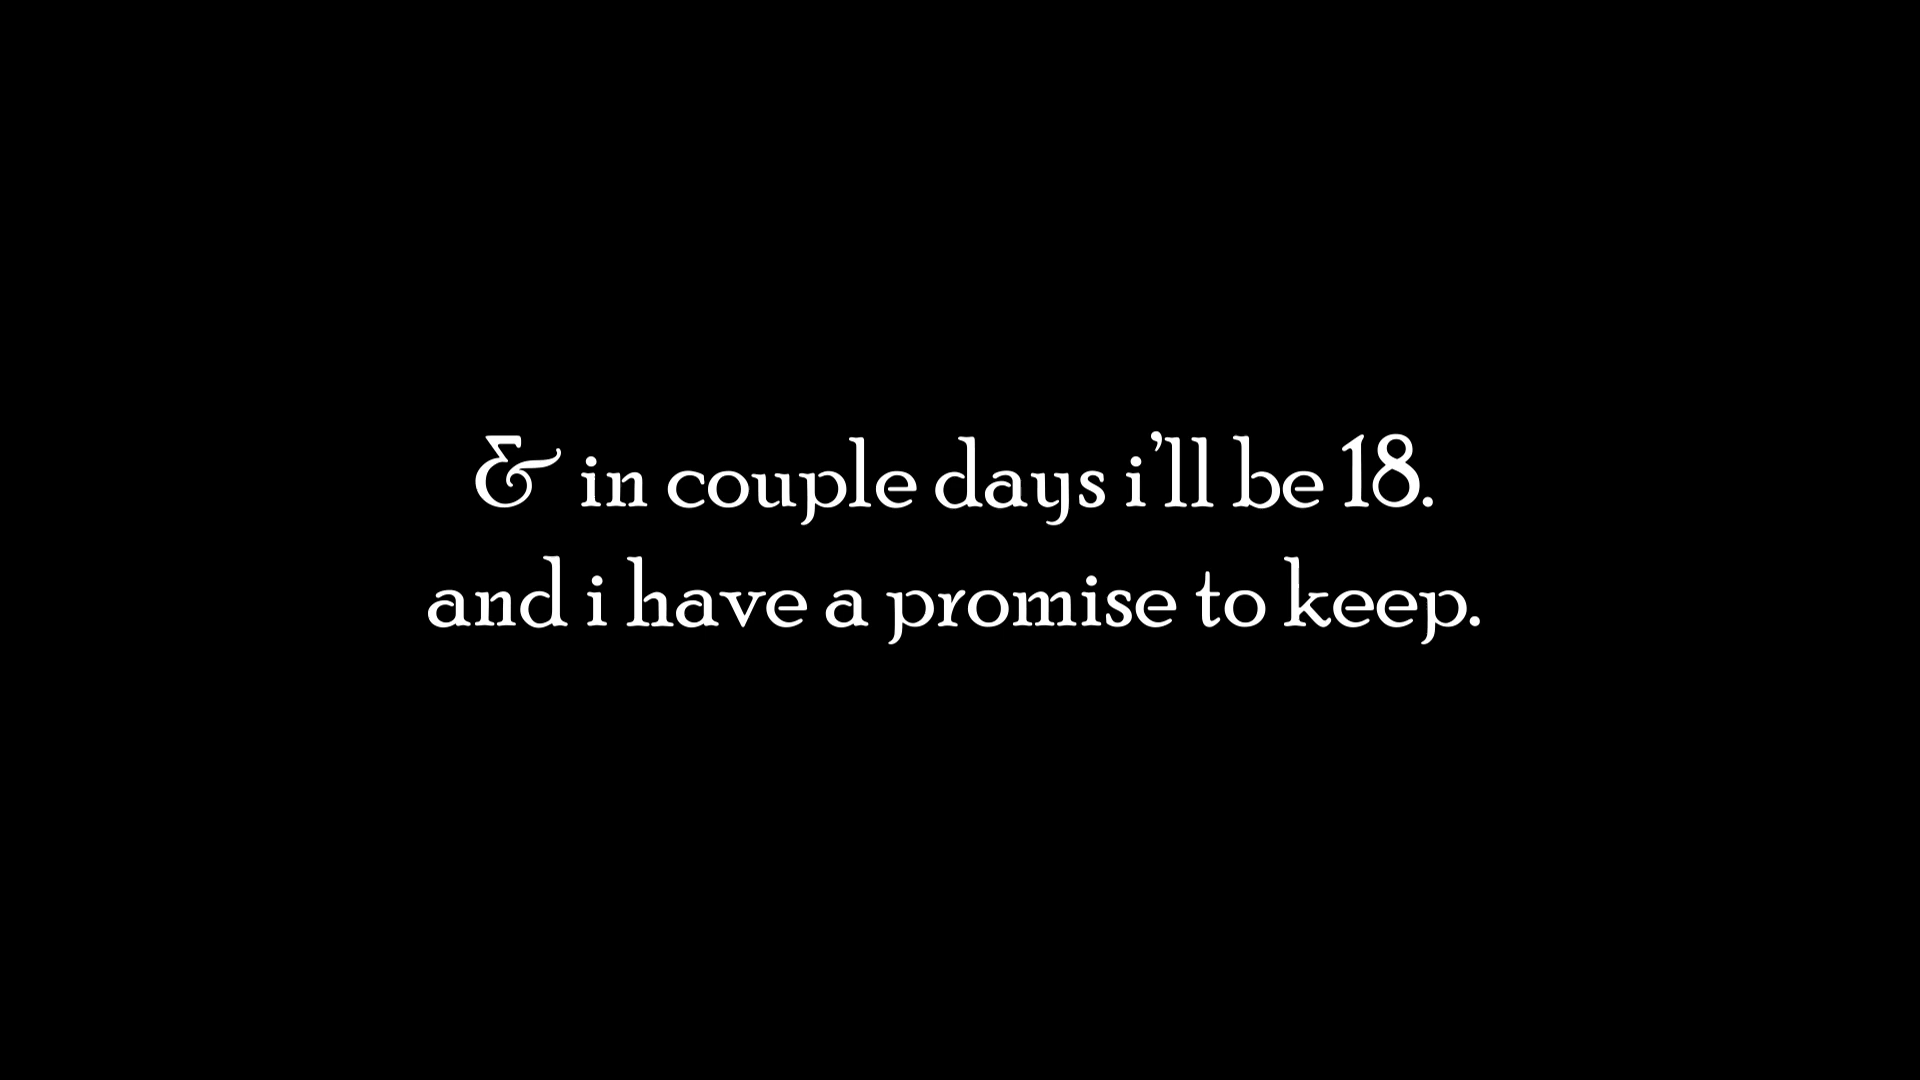 & in couple days i'll be 18.
and i have a promise to keep.